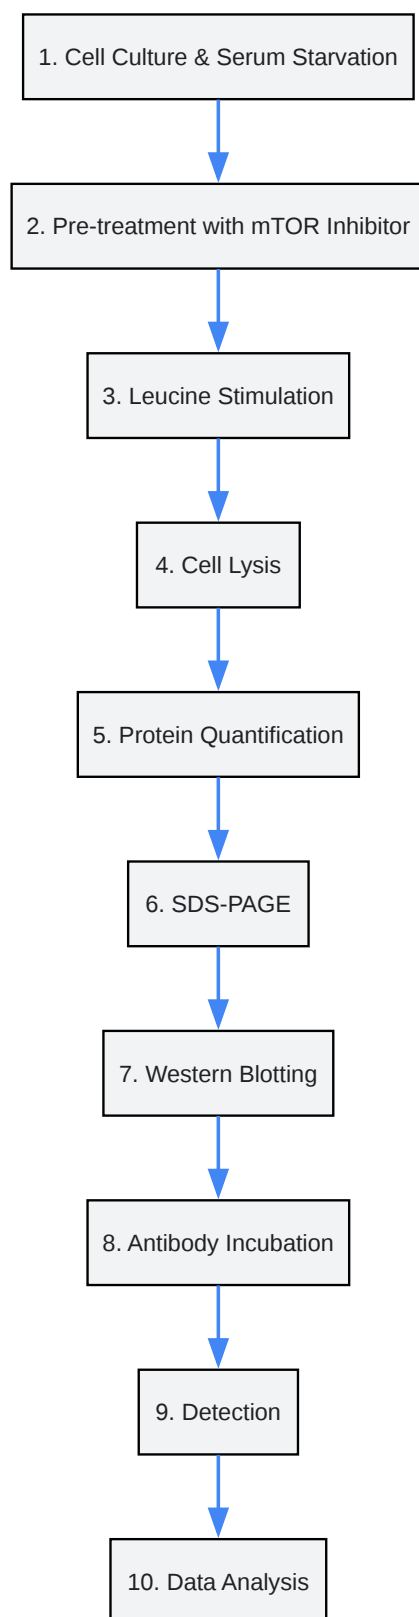 1. Cell Culture & Serum Starvation
2. Pre-treatment with mTOR Inhibitor
3. Leucine Stimulation
4. Cell Lysis
5. Protein Quantification
6. SDS-PAGE
7. Western Blotting
8. Antibody Incubation
9. Detection
10. Data Analysis